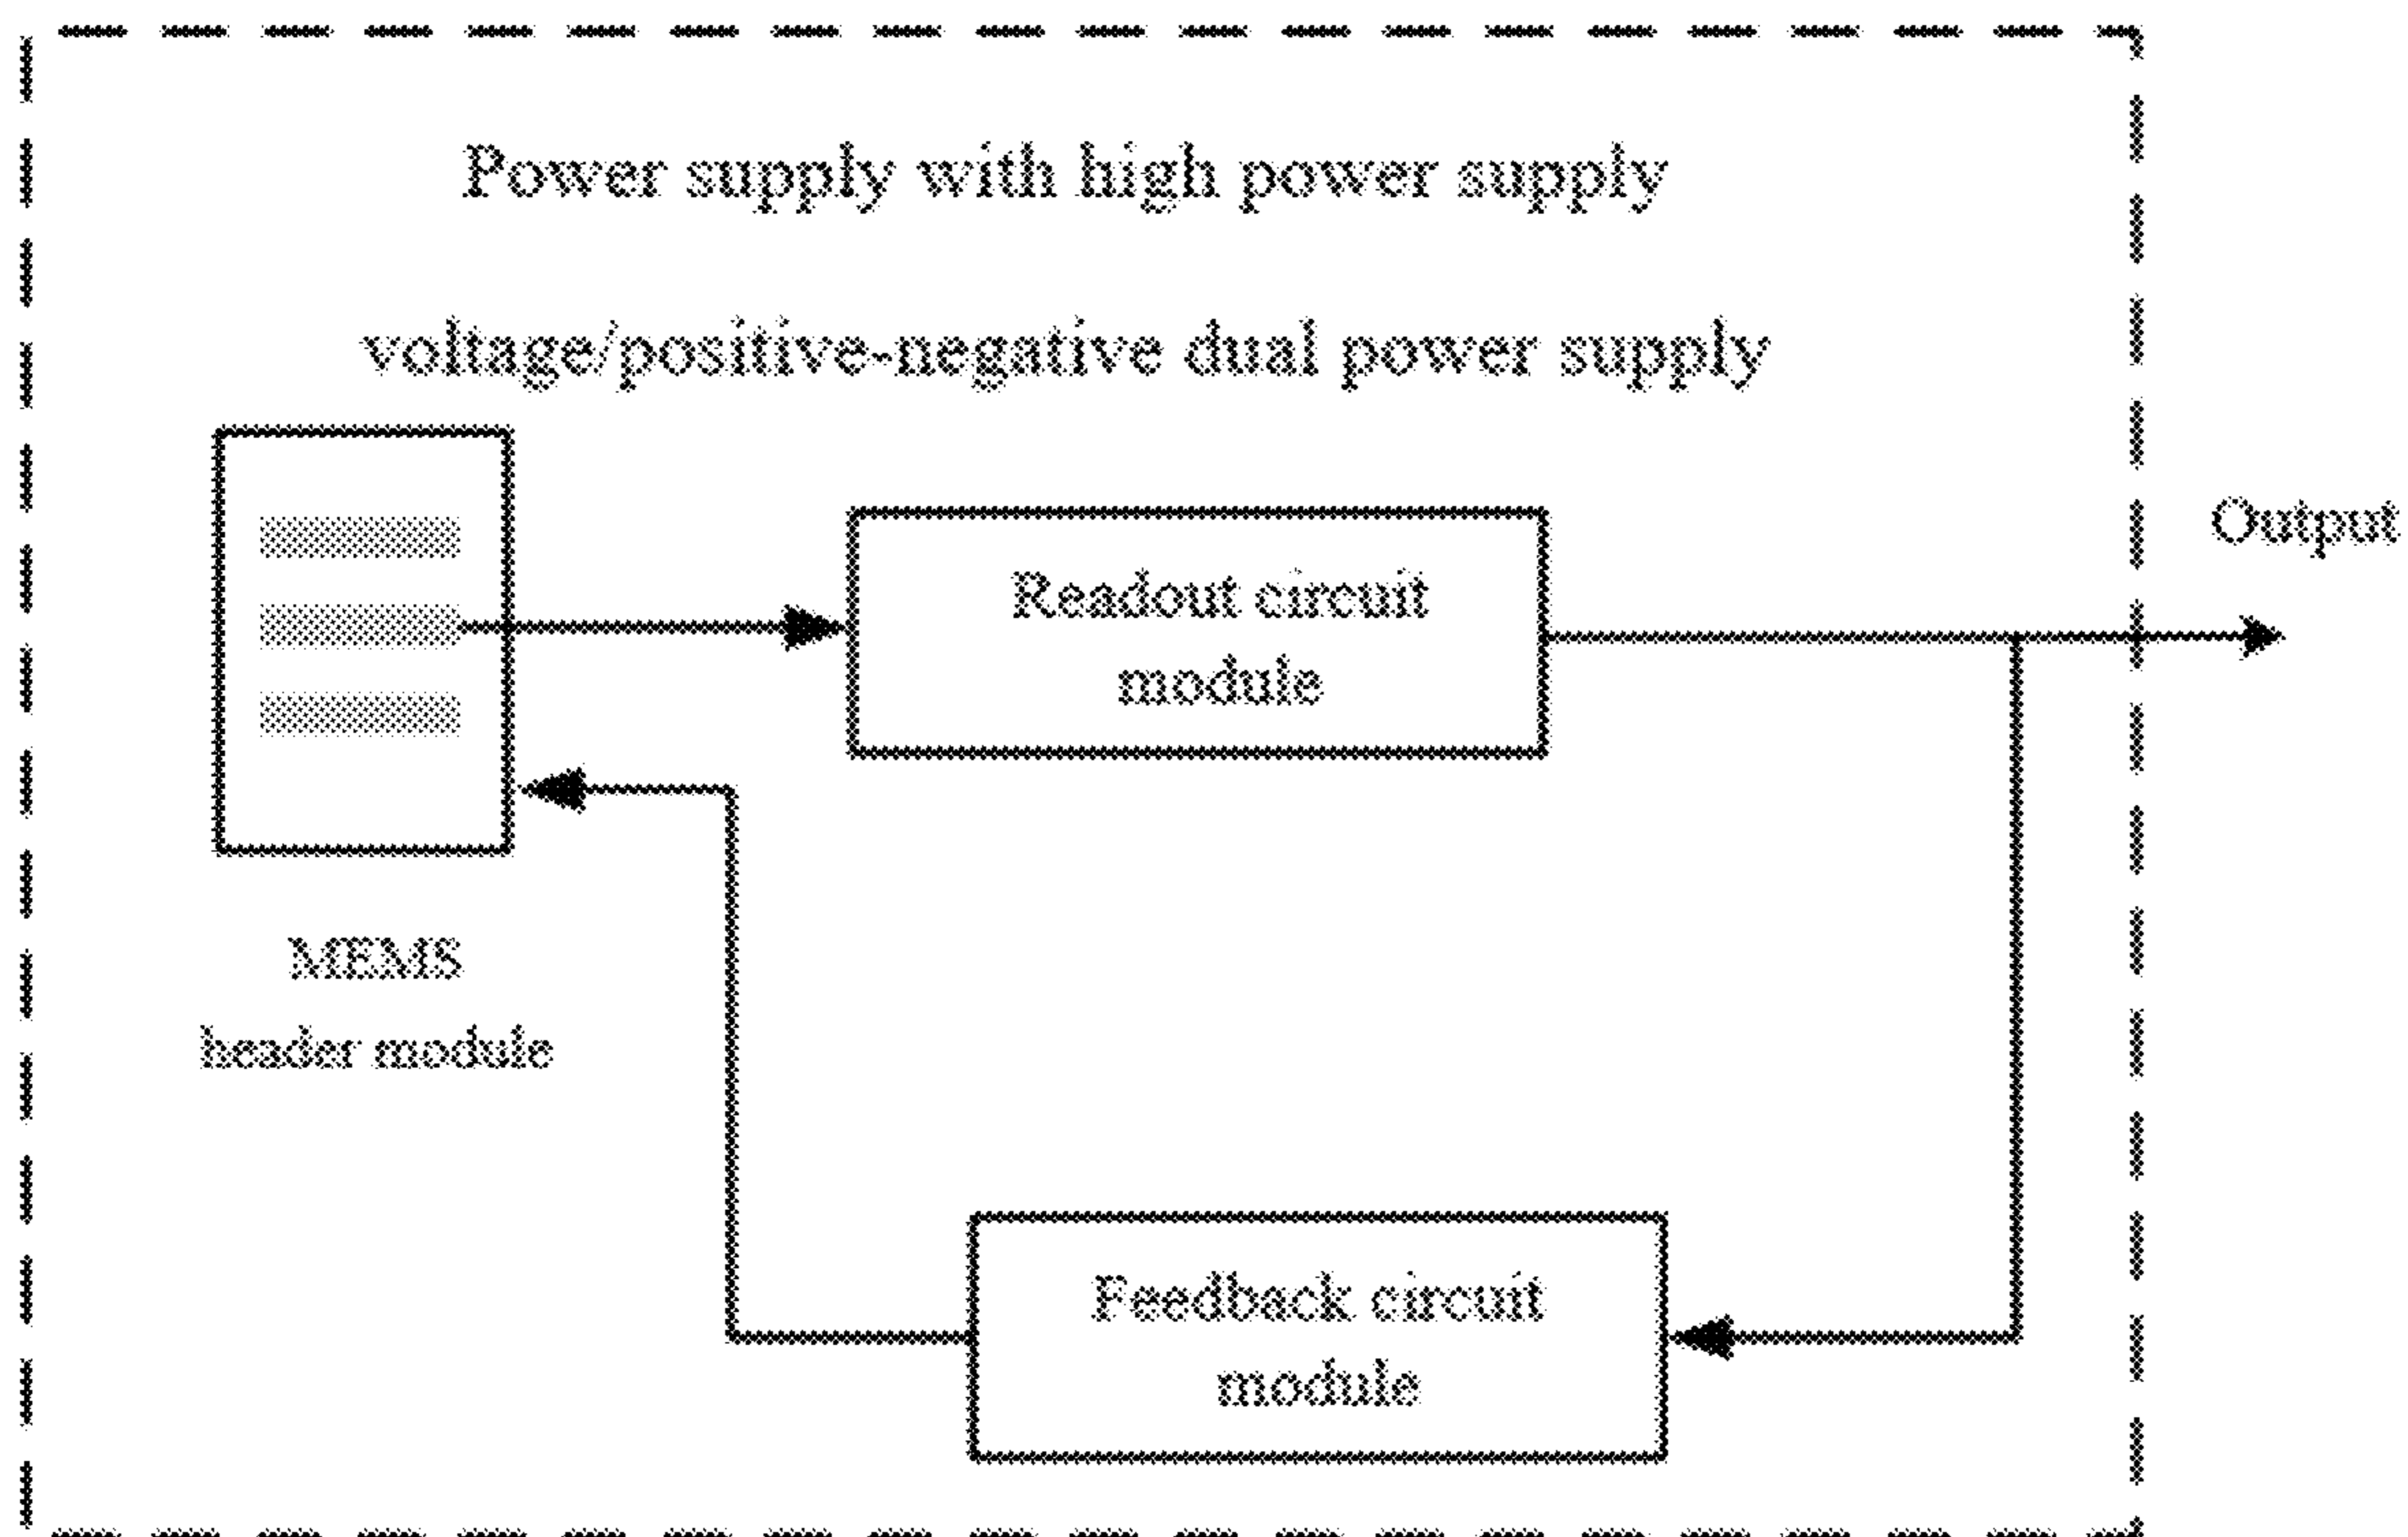 Power supply with high power supply
voltage/positive-negative dual power supply
Output
Readout circuit
module
MEMS
header module
Feedback circuit
module